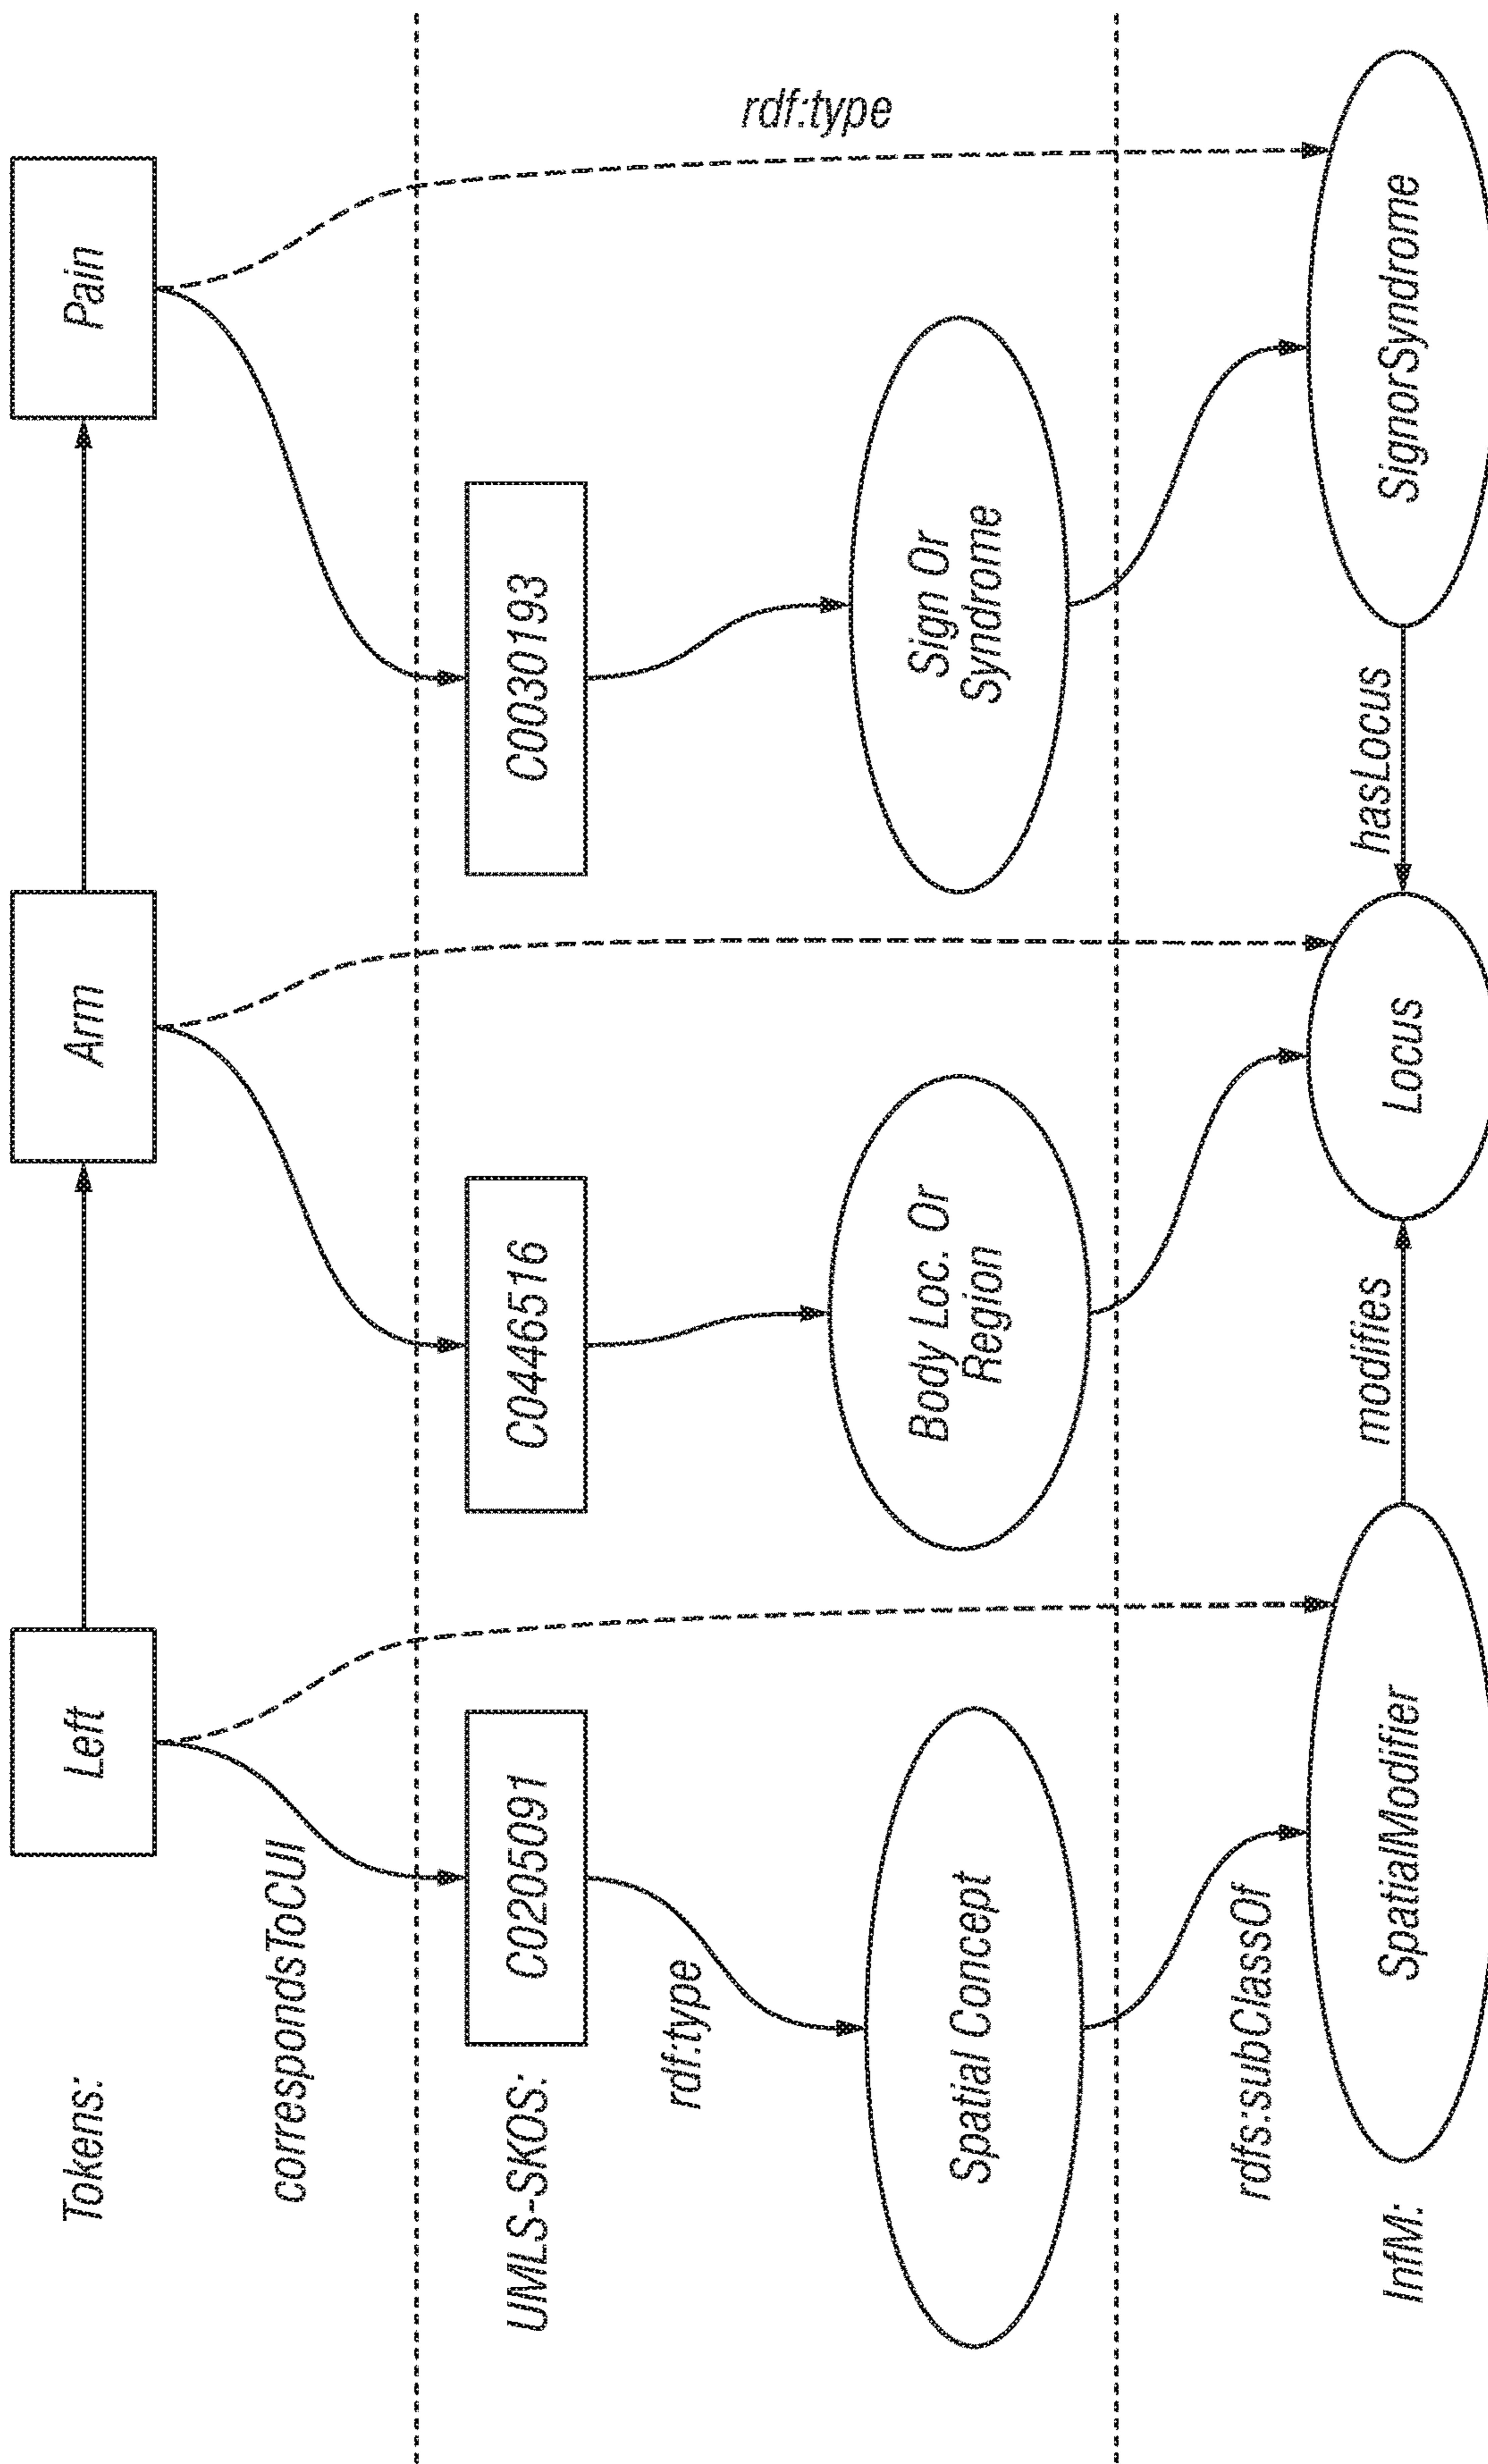 Tokens:
Left
Arm
Pain
correspondsToCUI
UMLS-SKOS:
C0205091
C0446516
C0030193
rdf:type
rdf:type
Spatial Concept
Body Loc. Or
Region
Sign Or
Syndrome
rdfs:subClassOf
InfM:
SpatialModifier
modifies
Locus
hasLocus
SignorSyndrome